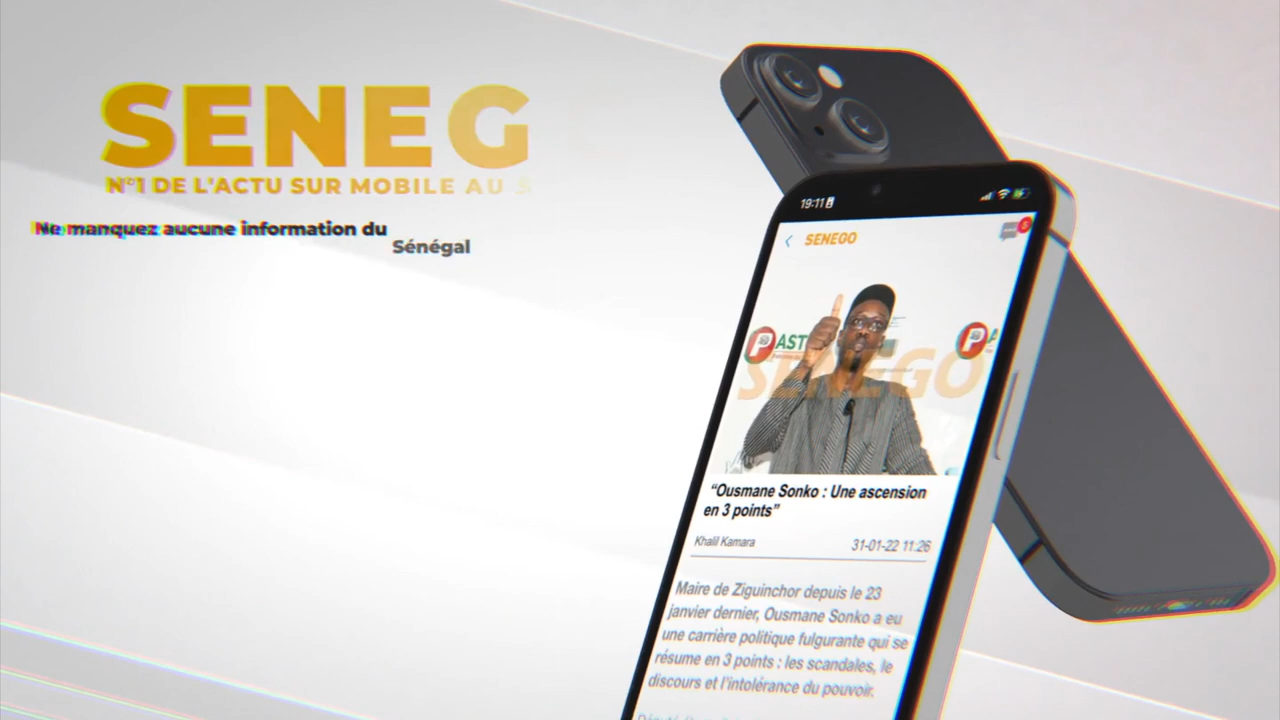 SENEG
N°1 DE L'ACTU SUR MOBILE AU S
Ne manquez aucune information du
Sénégal
19:11
SENEGO
PAST
P
SENEGO
"Ousmane Sonko : Une ascension
en 3 points"
Khalil Kamara
31-01-22 11:26
Maire de Ziguinchor depuis le 23
janvier dernier, Ousmane Sonko a eu
une carrière politique fulgurante qui se
résume en 3 points : les scandales, le
discours et l'intolérance du pouvoir.